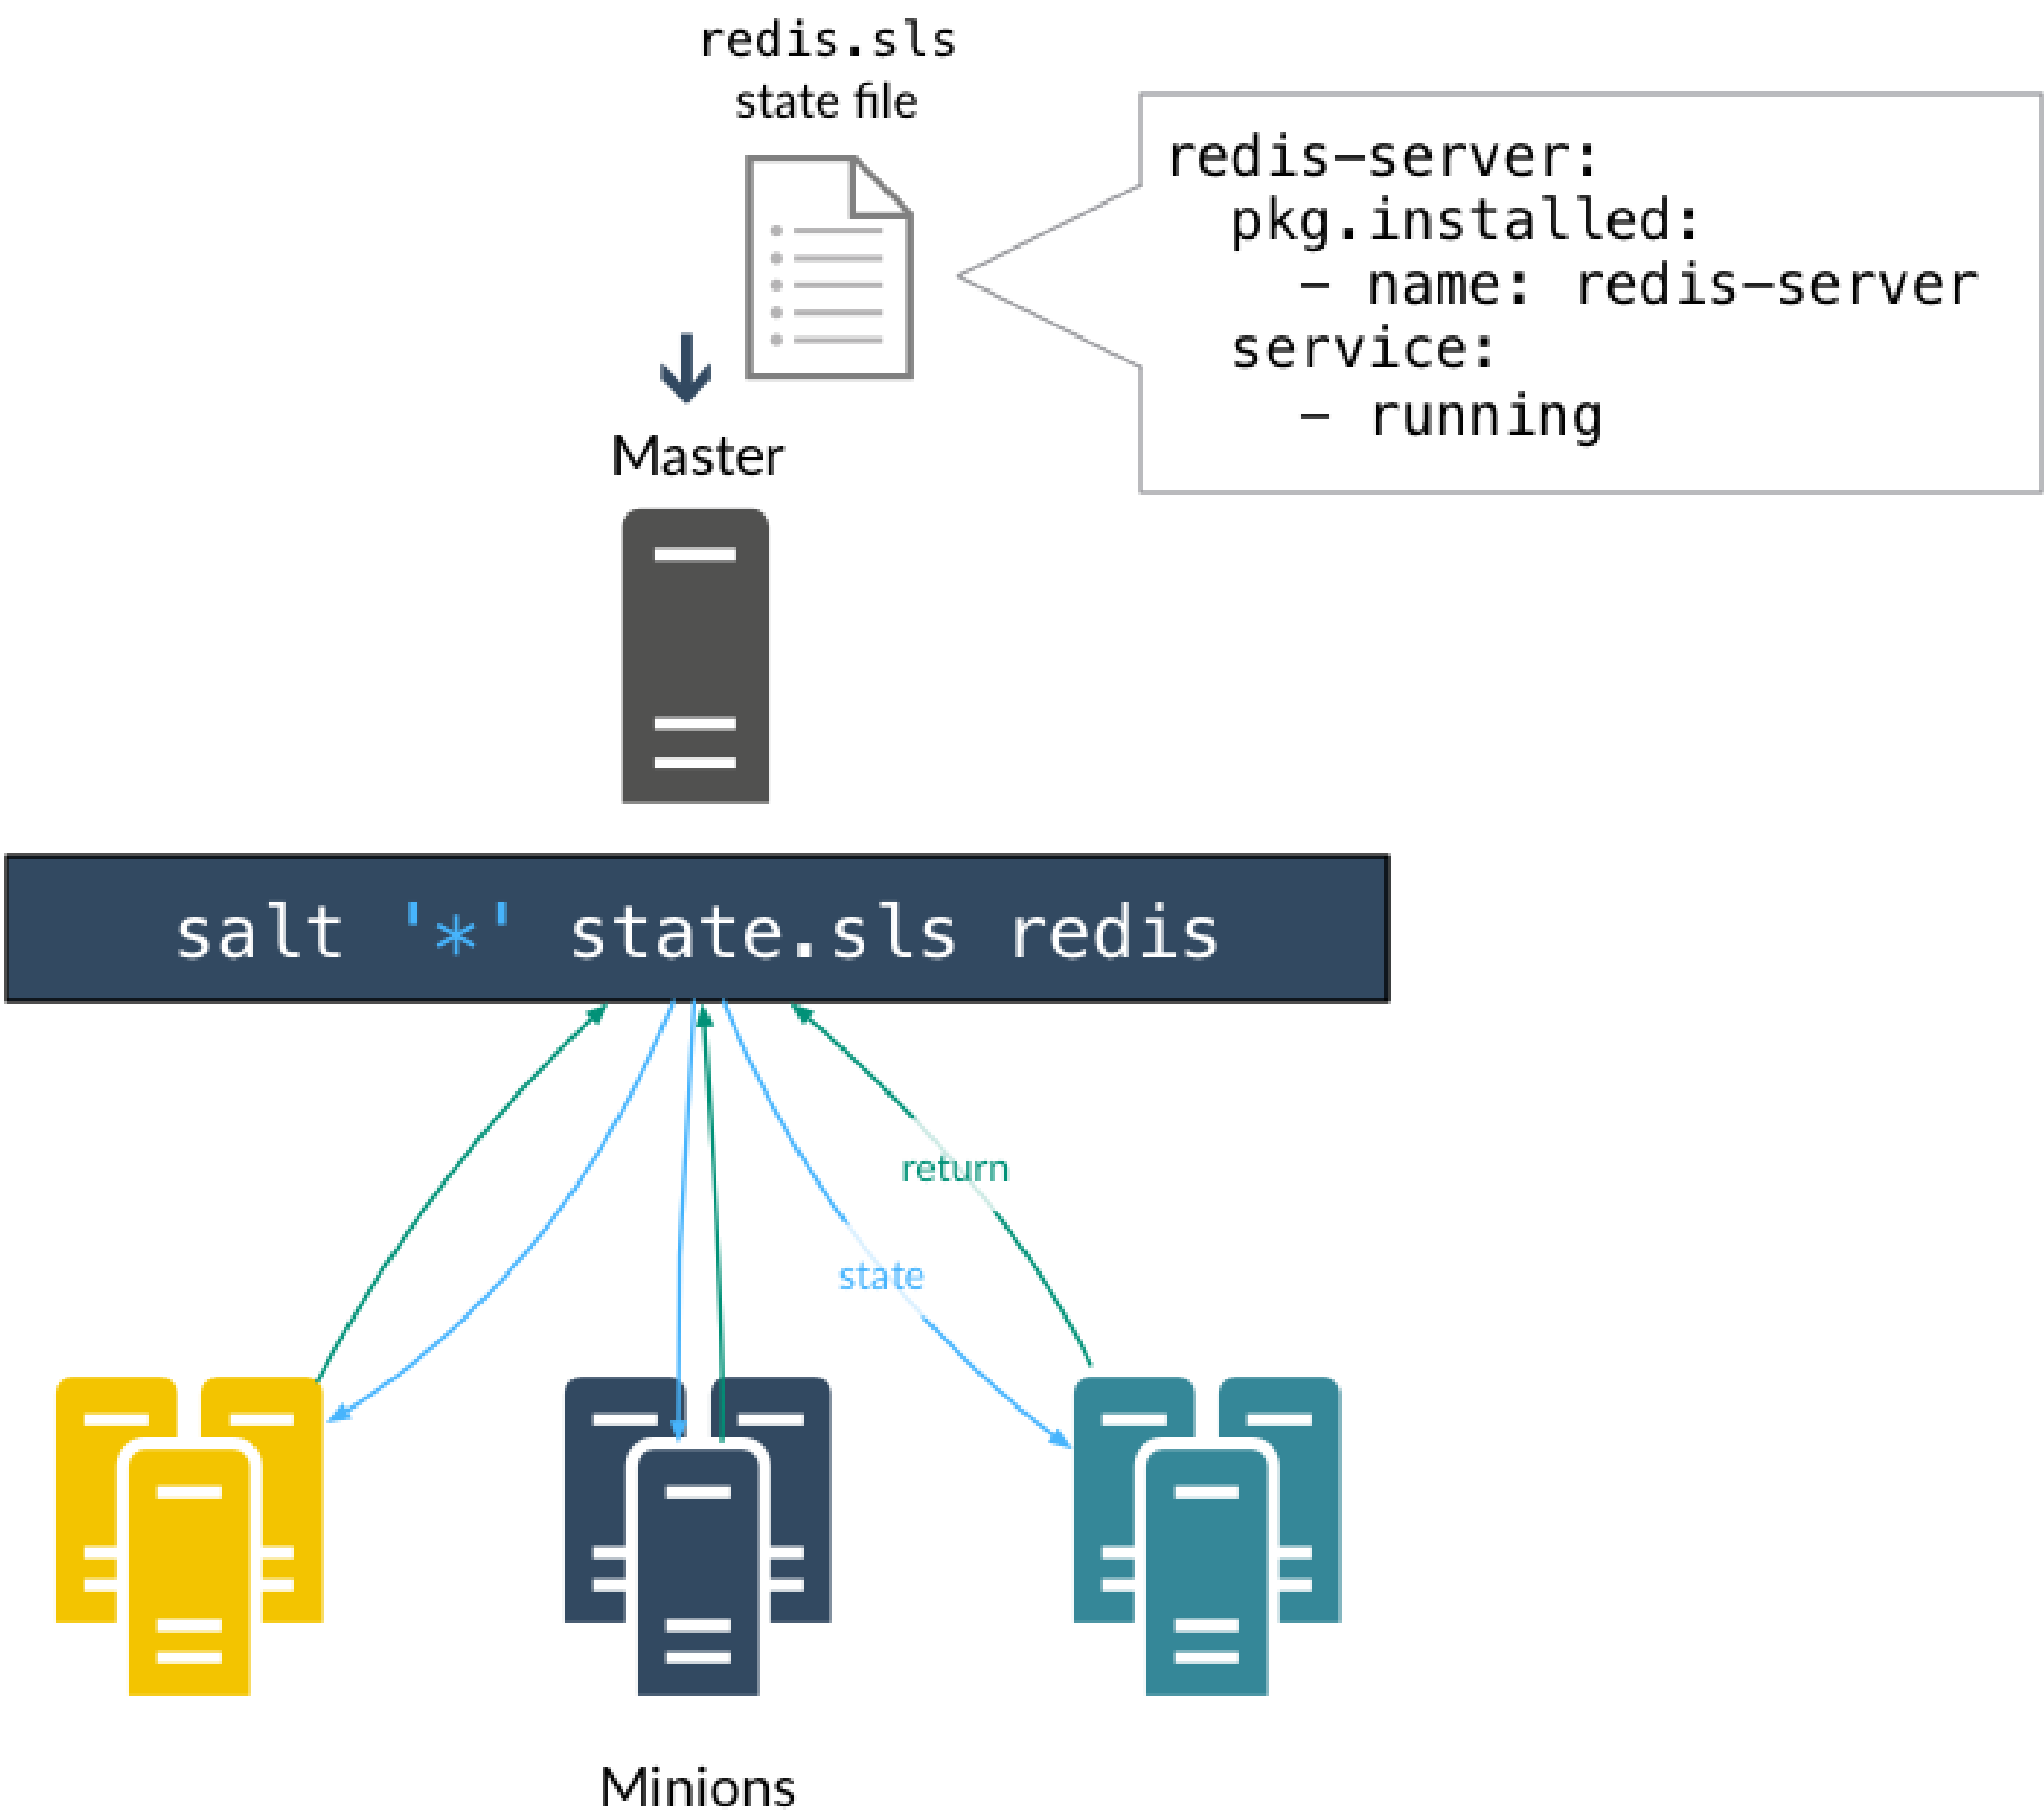 redis.sls
state file
redis-server:
  pkg.installed:
    - name: redis-server
  service:
    - running
Master
salt '*' state.sls redis
return
state
Minions